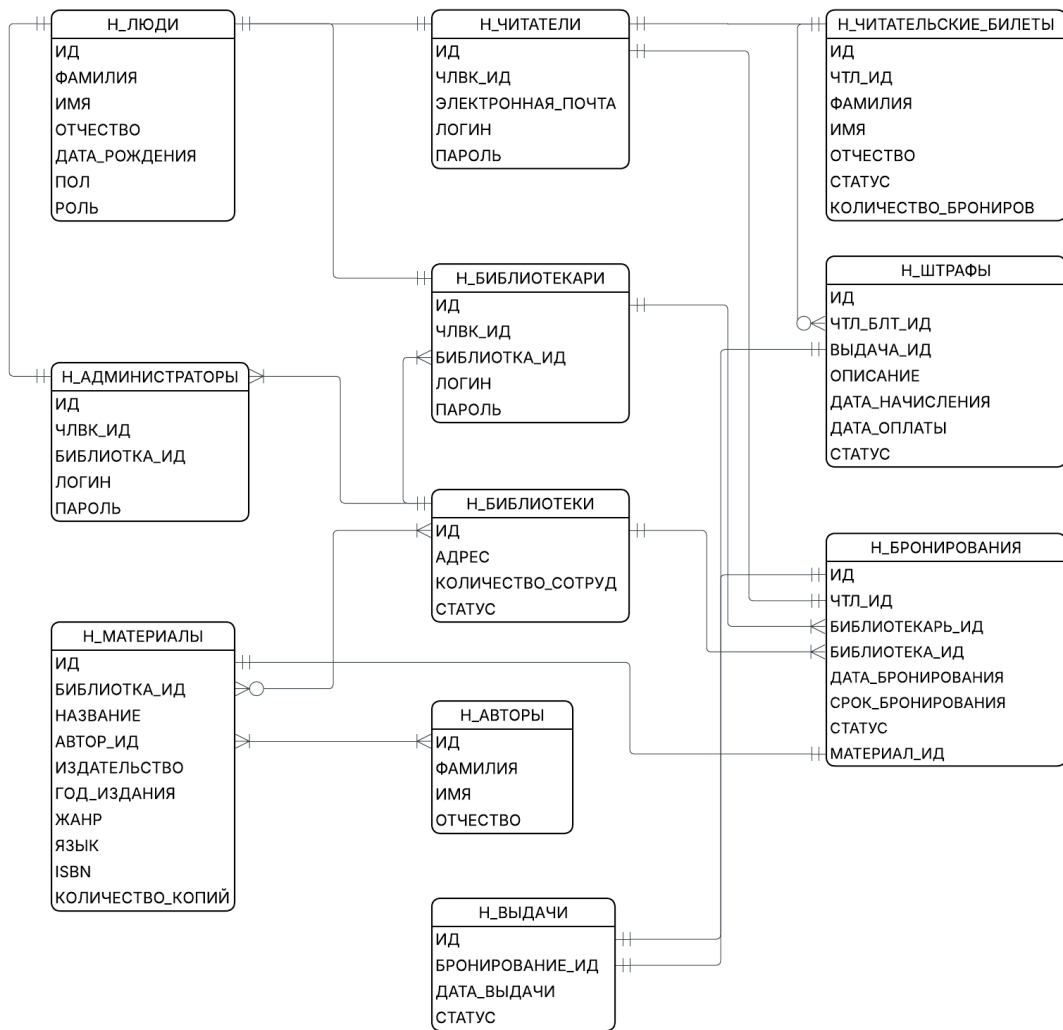 Н_ЛЮДИ
ИД
ФАМИЛИЯ
ИМЯ
ОТЧЕСТВО
ДАТА_РОЖДЕНИЯ
ПОЛ
РОЛЬ
Н_ЧИТАТЕЛИ
ИД
ЧЛВК_ИД
ЭЛЕКТРОННАЯ_ПОЧТА
ЛОГИН
ПАРОЛЬ
Н_ЧИТАТЕЛЬСКИЕ_БИЛЕТЫ
ИД
ЧТЛ_ИД
ФАМИЛИЯ
ИМЯ
ОТЧЕСТВО
СТАТУС
КОЛИЧЕСТВО_БРОНИРОВ
Н_БИБЛИОТЕКАРИ
ИД
ЧЛВК_ИД
БИБЛИОТКА_ИД
ЛОГИН
ПАРОЛЬ
Н_ШТРАФЫ
ИД
ЧТЛ_БЛТ_ИД
ВЫДАЧА_ИД
ОПИСАНИЕ
ДАТА_НАЧИСЛЕНИЯ
ДАТА_ОПЛАТЫ
СТАТУС
Н_АДМИНИСТРАТОРЫ
ИД
ЧЛВК_ИД
БИБЛИОТКА_ИД
ЛОГИН
ПАРОЛЬ
Н_БИБЛИОТЕКИ
ИД
АДРЕС
КОЛИЧЕСТВО_СОТРУД
СТАТУС
Н_БРОНИРОВАНИЯ
ИД
ЧТЛ_ИД
БИБЛИОТЕКАРЬ_ИД
БИБЛИОТЕКА_ИД
ДАТА_БРОНИРОВАНИЯ
СРОК_БРОНИРОВАНИЯ
СТАТУС
МАТЕРИАЛ_ИД
Н_МАТЕРИАЛЫ
ИД
БИБЛИОТКА_ИД
НАЗВАНИЕ
АВТОР_ИД
ИЗДАТЕЛЬСТВО
ГОД_ИЗДАНИЯ
ЖАНР
ЯЗЫК
ISBN
КОЛИЧЕСТВО_КОПИЙ
Н_АВТОРЫ
ИД
ФАМИЛИЯ
ИМЯ
ОТЧЕСТВО
Н_ВЫДАЧИ
ИД
БРОНИРОВАНИЕ_ИД
ДАТА_ВЫДАЧИ
СТАТУС